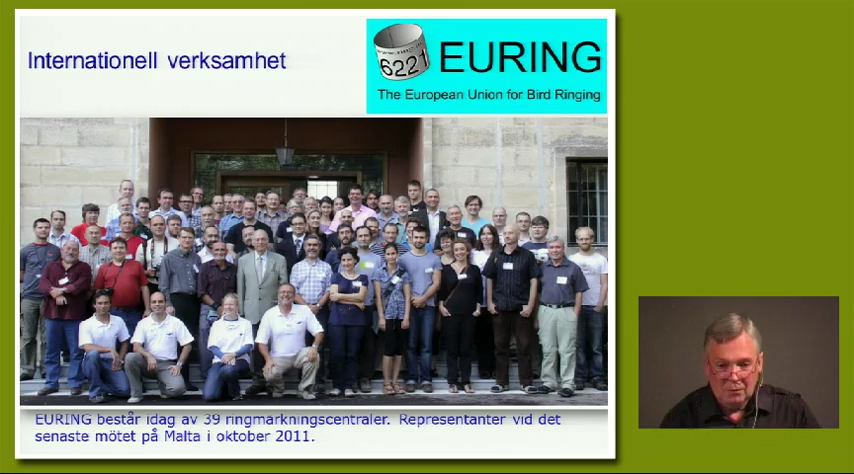 Internationell verksamhet
6221
EURING
The European Union for Bird Ringing
EURING består idag av 39 ringmärkningscentraler. Representanter vid det
senaste mötet på Malta i oktober 2011.